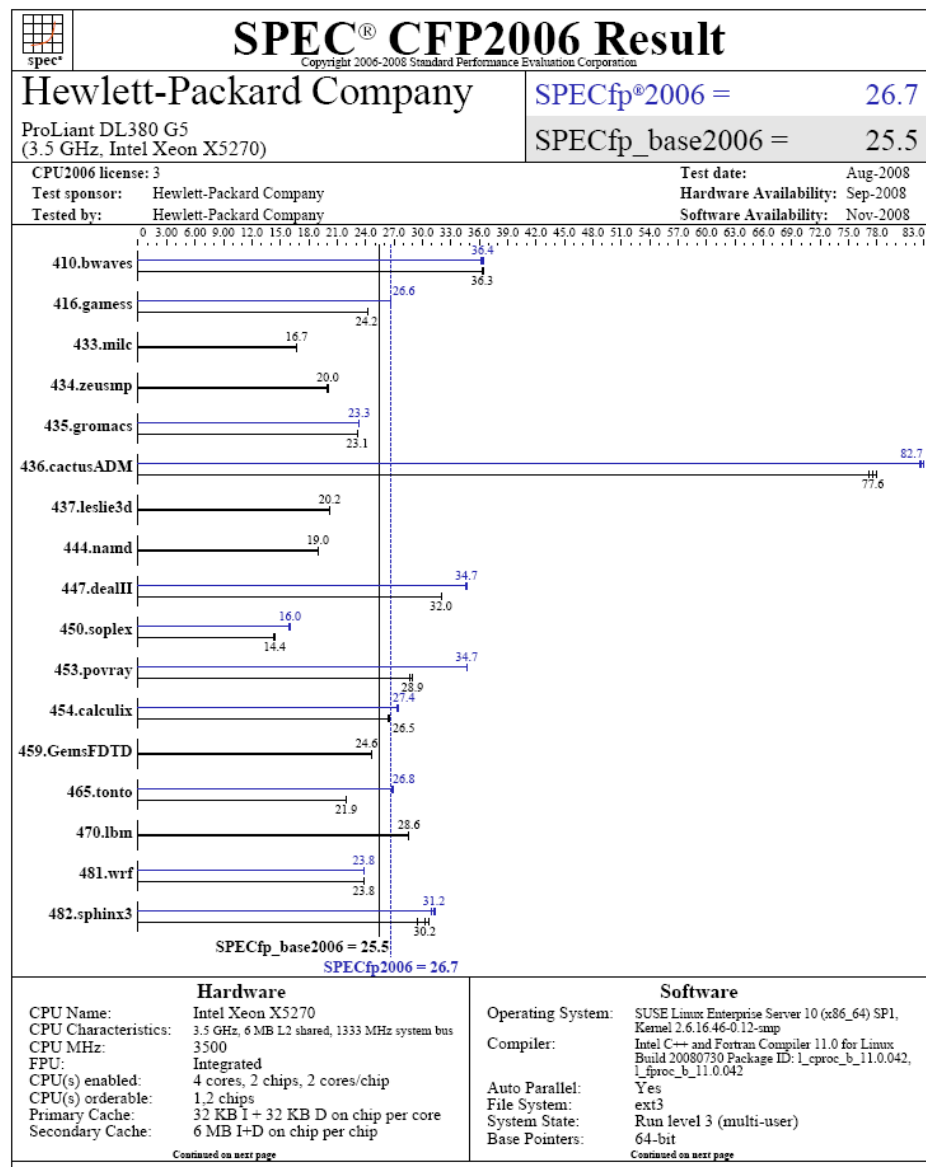 spec®
SPEC® CFP2006 Result
Copyright 2006-2008 Standard Performance Evaluation Corporation
Hewlett-Packard Company
ProLiant DL380 G5
(3.5 GHz, Intel Xeon X5270)
SPECfp®2006 = 26.7
SPECfp_base2006 = 25.5
CPU2006 license: 3
Test sponsor: Hewlett-Packard Company
Tested by: Hewlett-Packard Company
Test date: Aug-2008
Hardware Availability: Sep-2008
Software Availability: Nov-2008
0 3.00 6.00 9.00 12.0 15.0 18.0 21.0 24.0 27.0 30.0 33.0 36.0 39.0 42.0 45.0 48.0 51.0 54.0 57.0 60.0 63.0 66.0 69.0 72.0 75.0 78.0 83.0
36.4
410.bwaves
36.3
26.6
416.gamess
24.2
16.7
433.milc
20.0
434.zeusmp
23.3
435.gromacs
23.1
82.7
436.cactusADM
77.6
20.2
437.leslie3d
19.0
444.namd
34.7
447.dealII
32.0
16.0
450.soplex
14.4
34.7
453.povray
28.9
27.4
454.calculix
26.5
24.6
459.GemsFDTD
26.8
465.tonto
21.9
28.6
470.lbm
23.8
481.wrf
23.8
31.2
482.sphinx3
30.2
SPECfp_base2006 = 25.5
SPECfp2006 = 26.7
Hardware
CPU Name: Intel Xeon X5270
CPU Characteristics: 3.5 GHz, 6 MB L2 shared, 1333 MHz system bus
CPU MHz: 3500
FPU: Integrated
CPU(s) enabled: 4 cores, 2 chips, 2 cores/chip
CPU(s) orderable: 1,2 chips
Primary Cache: 32 KB I + 32 KB D on chip per core
Secondary Cache: 6 MB I+D on chip per chip
Continued on next page
Software
Operating System: SUSE Linux Enterprise Server 10 (x86_64) SP1,
Kernel 2.6.16.46-0.12-smp
Compiler: Intel C++ and Fortran Compiler 11.0 for Linux
Build 20080730 Package ID: l_cproc_b_11.0.042,
l_fproc_b_11.0.042
Auto Parallel: Yes
File System: ext3
System State: Run level 3 (multi-user)
Base Pointers: 64-bit
Continued on next page